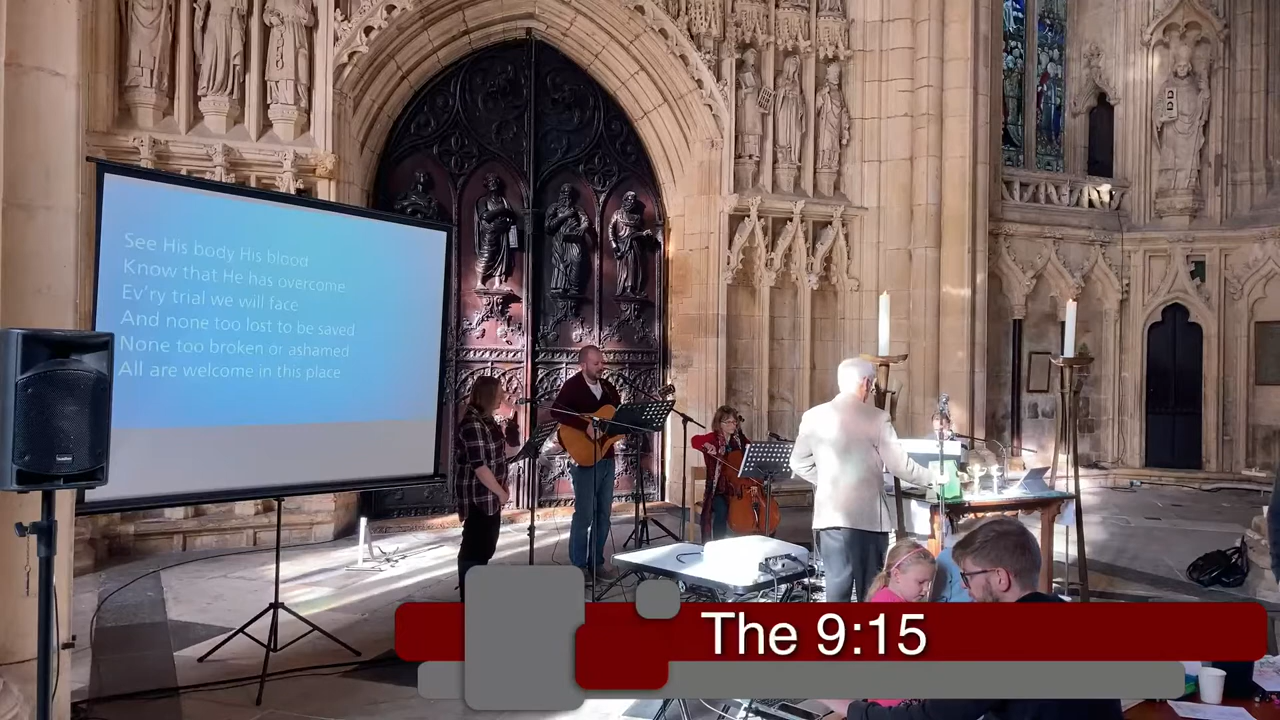 See His body His blood
Know that He has overcome
Ev'ry trial we will face
And none too lost to be saved
None too broken or ashamed
All are welcome in this place
The 9:15